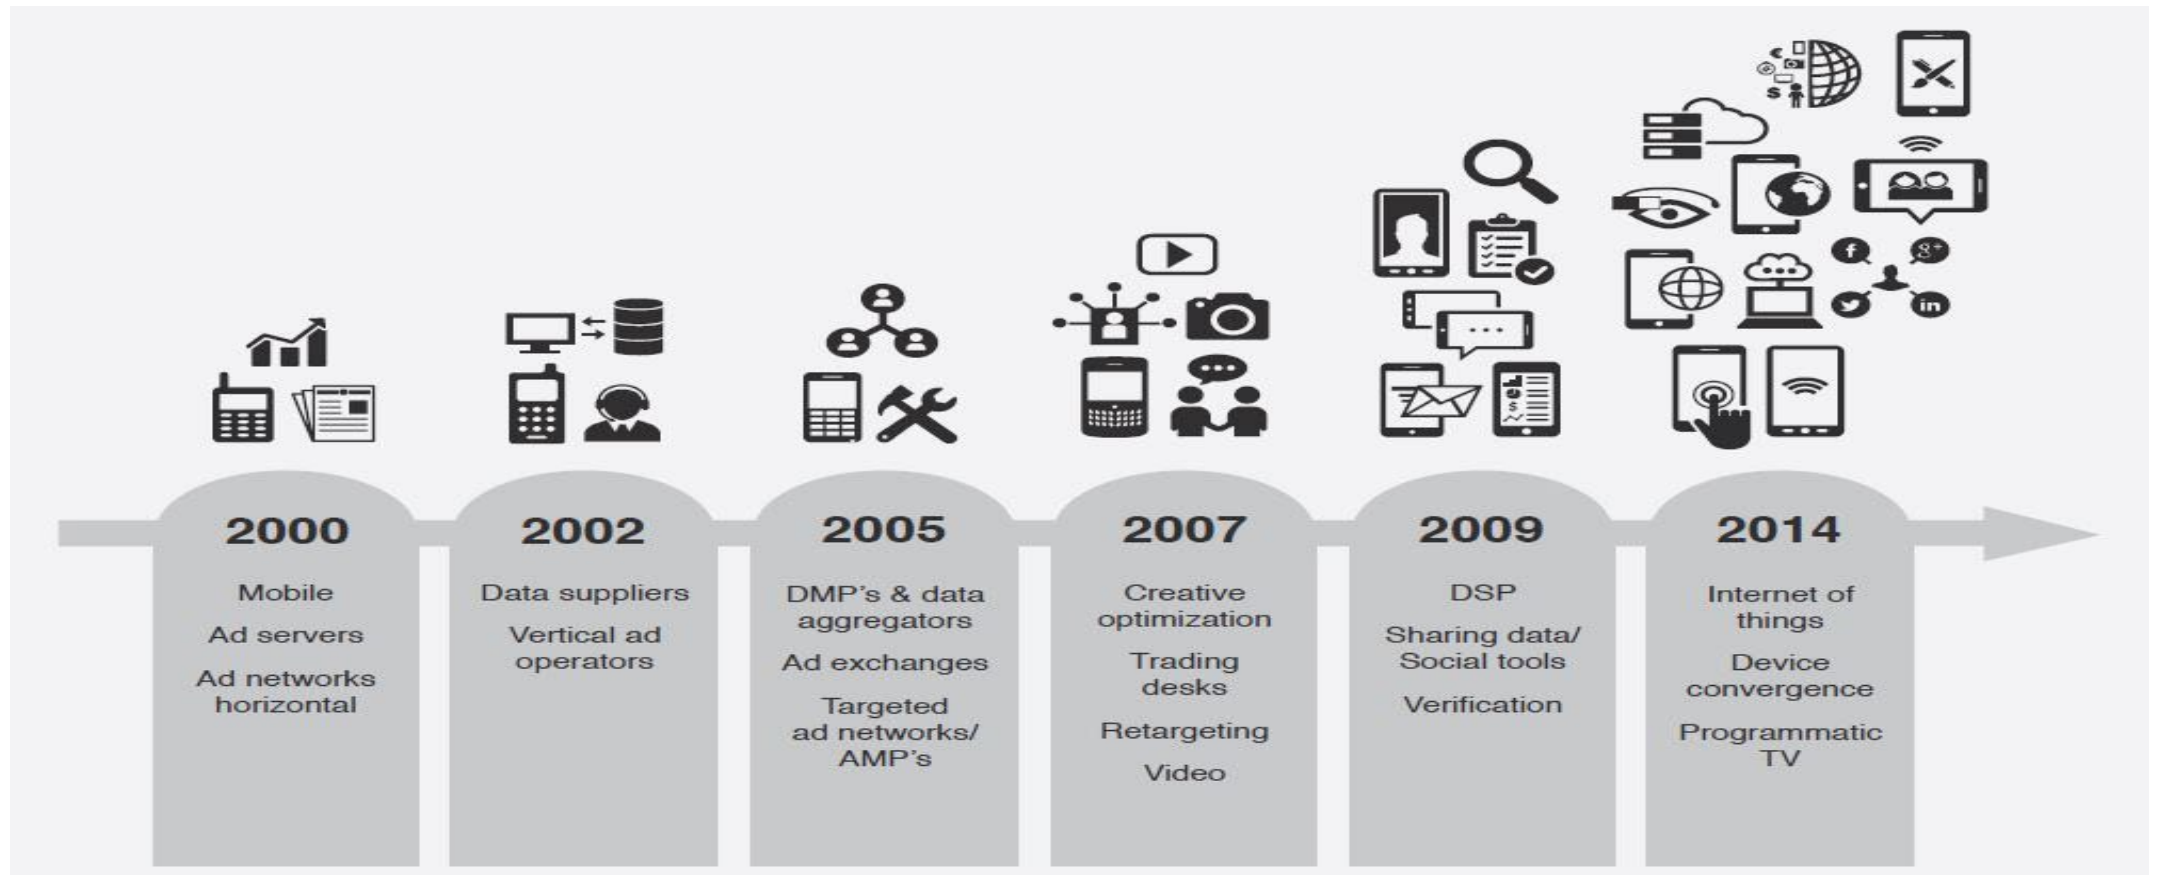 2000
Mobile
Ad servers
Ad networks
horizontal
2002
Data suppliers
Vertical ad
operators
2005
DMP's & data
aggregators
Ad exchanges
Targeted
ad networks/
AMP's
2007
Creative
optimization
Trading
desks
Retargeting
Video
2009
DSP
Sharing data/
Social tools
Verification
2014
Internet of
things
Device
convergence
Programmatic
TV